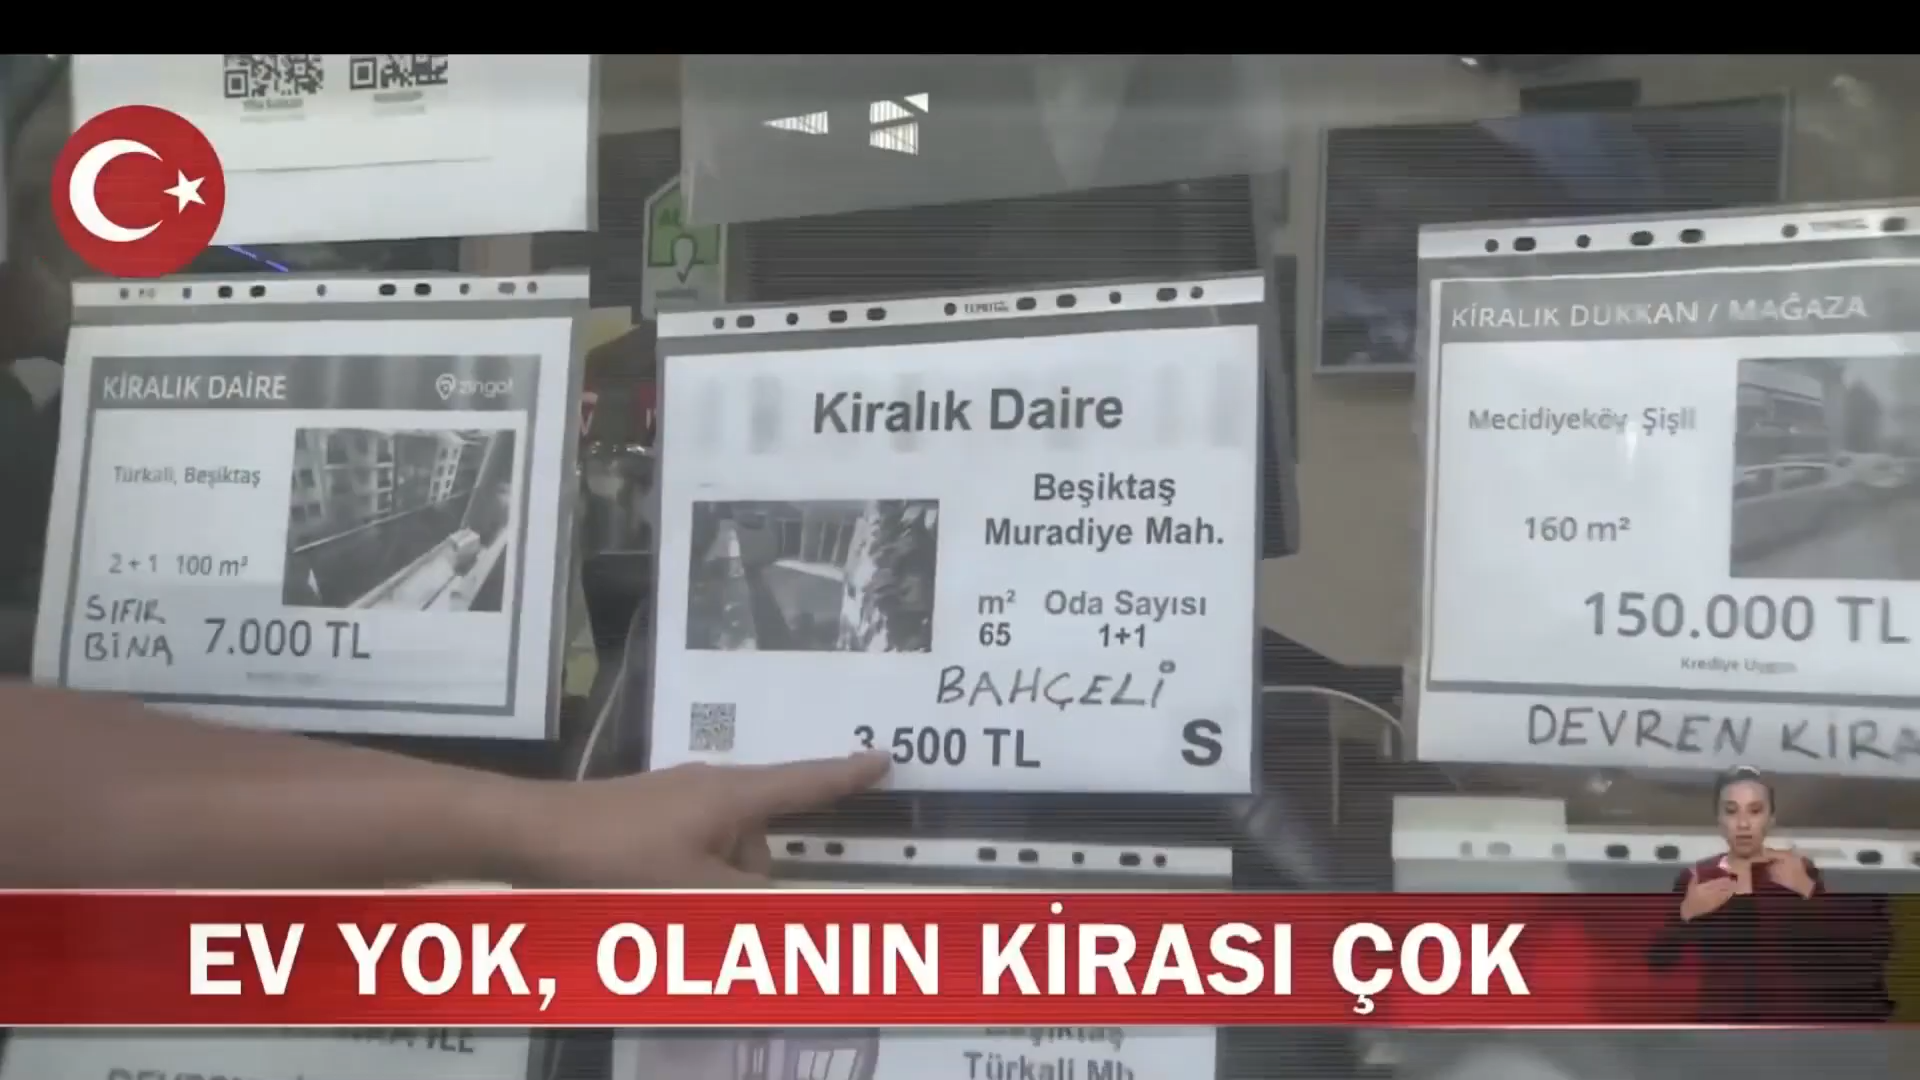 KİRALIK DAİRE
zingat
Türkali, Beşiktaş
2 + 1 100 m²
SIFIR
BİNA
7.000 TL
Kiralık Daire
Beşiktaş
Muradiye Mah.
m² Oda Sayısı
65 1+1
BAHÇELİ
3.500 TL
S
KİRALIK DUKKAN / MAĞAZA
Mecidiyeköy, Şişli
160 m²
150.000 TL
Krediye Uygun
DEVREN KİRA
EV YOK, OLANIN KİRASI ÇOK
Beşiktaş
Türkali Mh